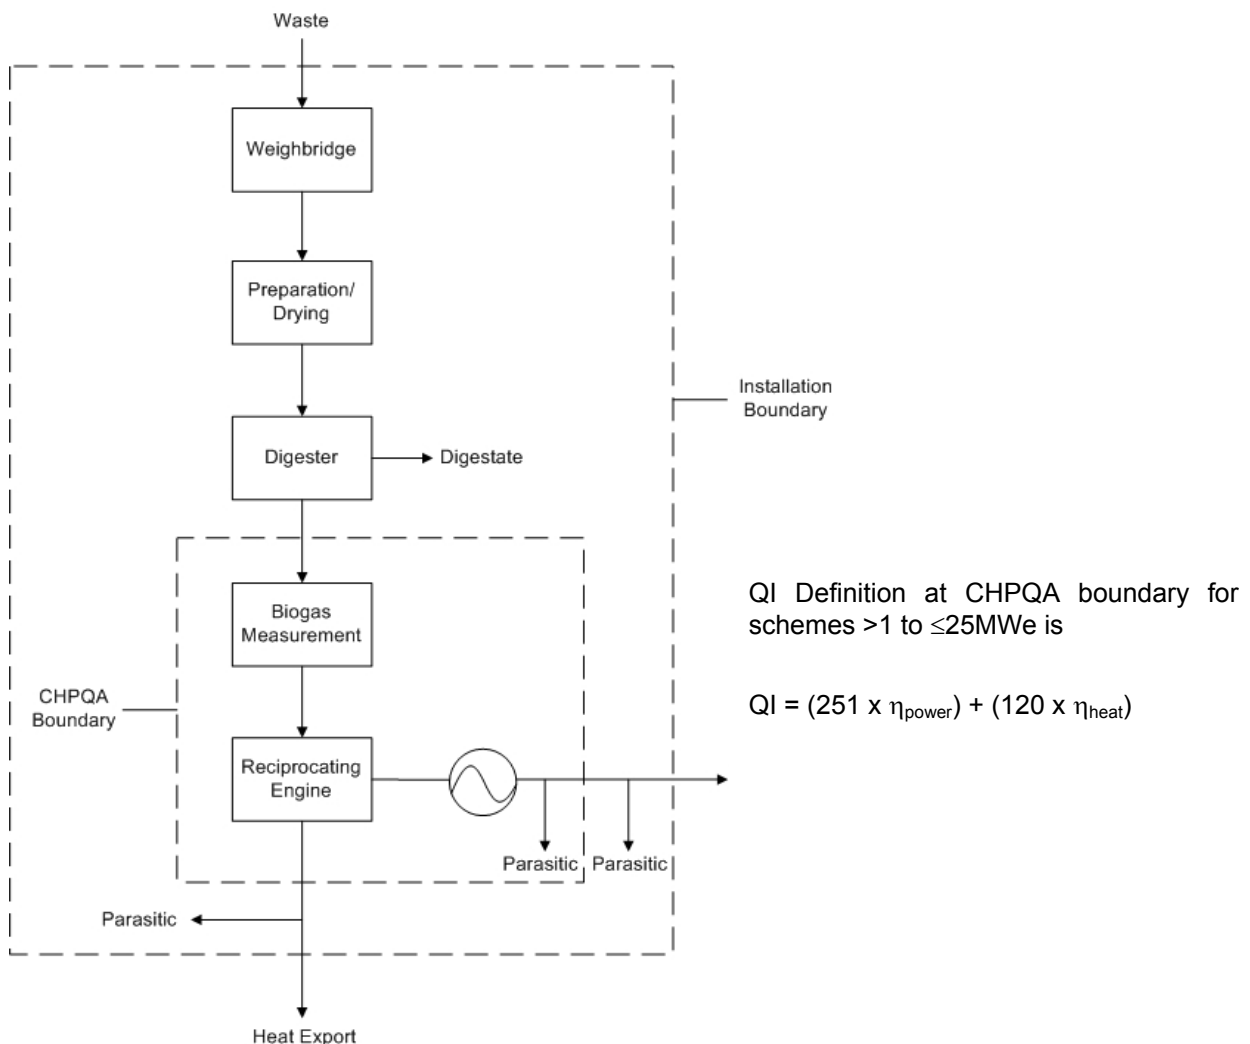 Waste
Weighbridge
Preparation/
Drying
Digester
Digestate
Installation
Boundary
Biogas
Measurement
CHPQA
Boundary
Reciprocating
Engine
Parasitic
Parasitic
Parasitic
Heat Export
QI Definition at CHPQA boundary for
schemes >1 to ≤25MWe is
QI = (251 x ηpower) + (120 x ηheat)